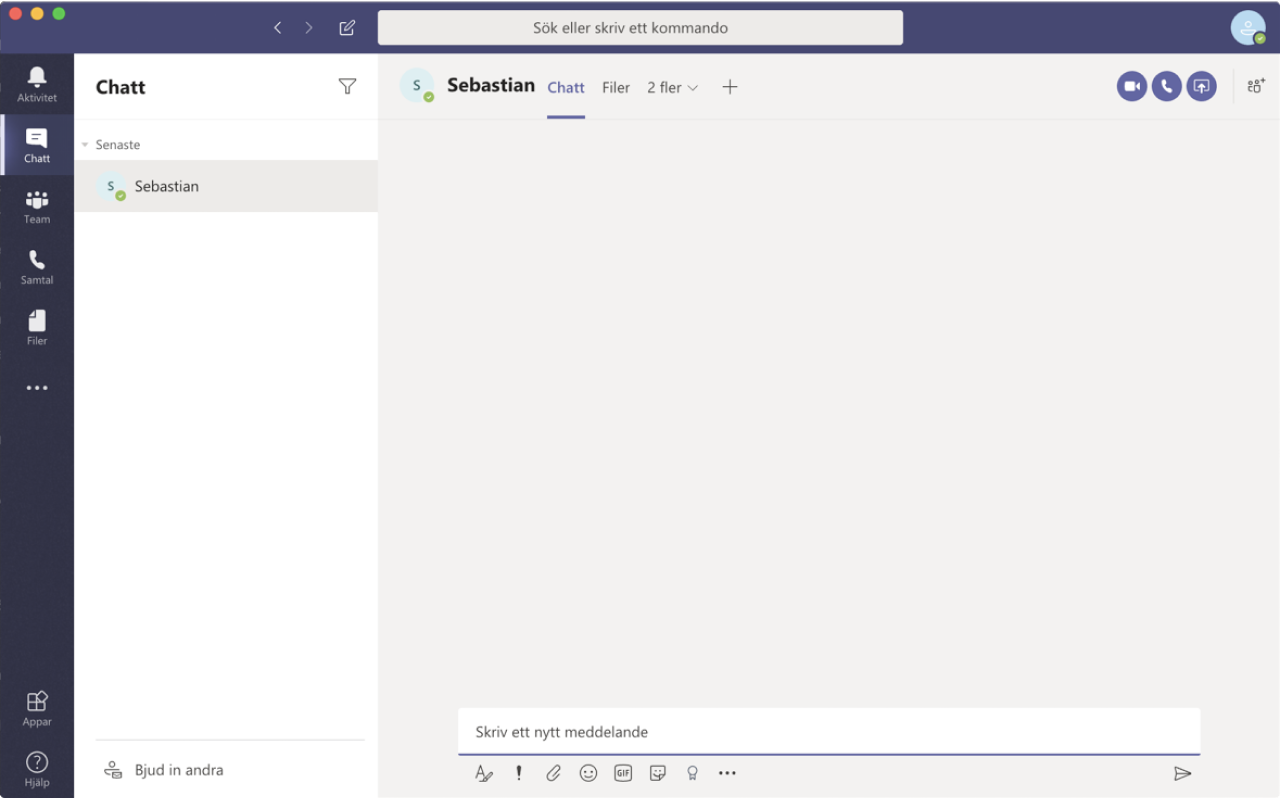 Sök eller skriv ett kommando
Aktivitet
Chatt
Team
Samtal
Filer
Appar
Hjälp
Chatt
Senaste
S Sebastian
Bjud in andra
S Sebastian Chatt Filer 2 fler
Skriv ett nytt meddelande
GIF